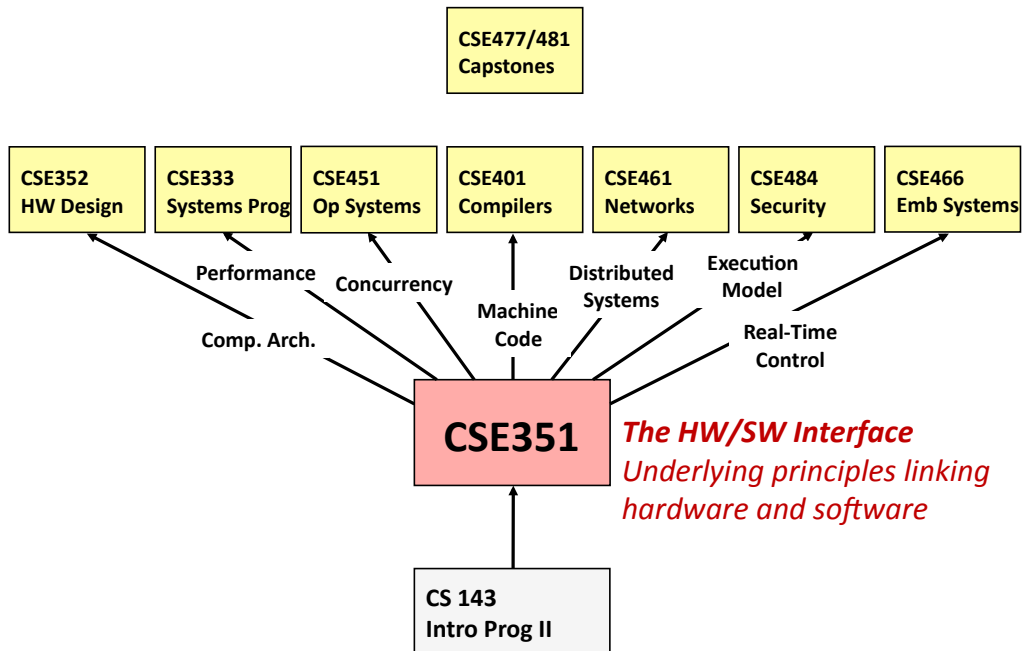 CSE477/481
Capstones
CSE352
HW Design
CSE333
Systems Prog
CSE451
Op Systems
CSE401
Compilers
CSE461
Networks
CSE484
Security
CSE466
Emb Systems
Performance
Concurrency
Distributed
Systems
Execution
Model
Comp. Arch.
Machine
Code
Real-Time
Control
CSE351
The HW/SW Interface
Underlying principles linking
hardware and software
CS 143
Intro Prog II